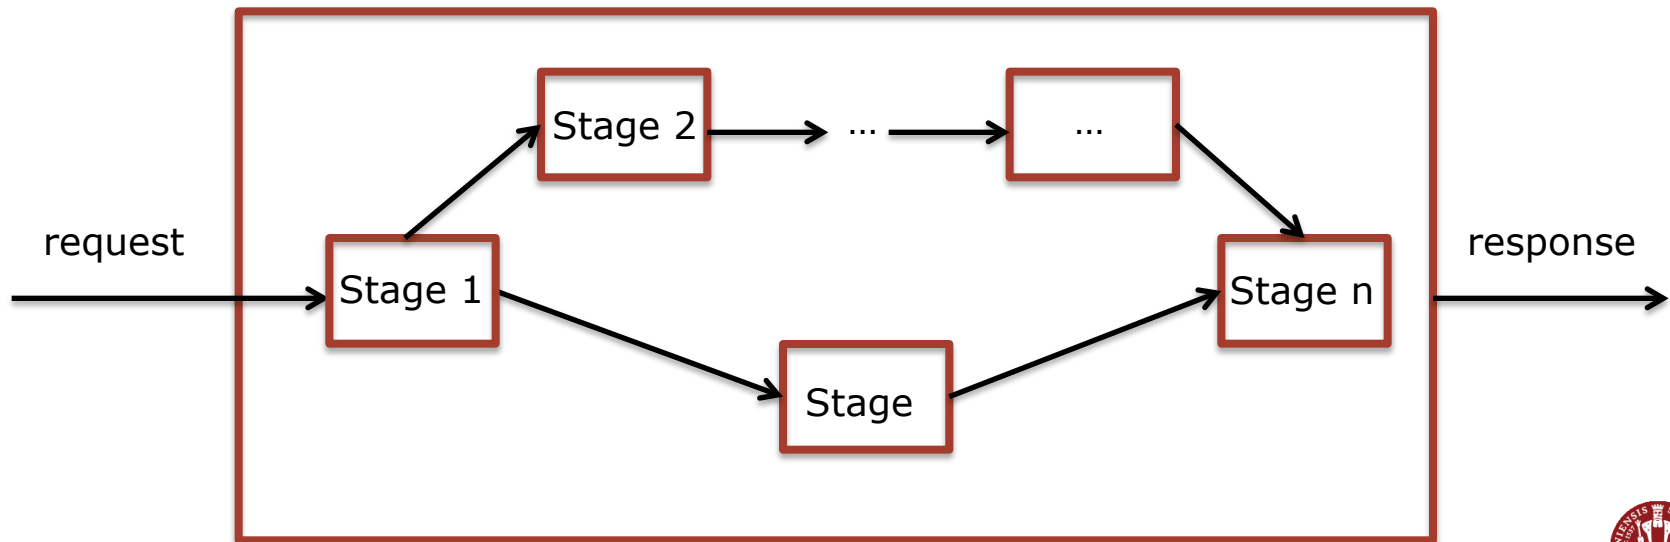 Stage 2
...
...
request
Stage 1
Stage n
response
Stage